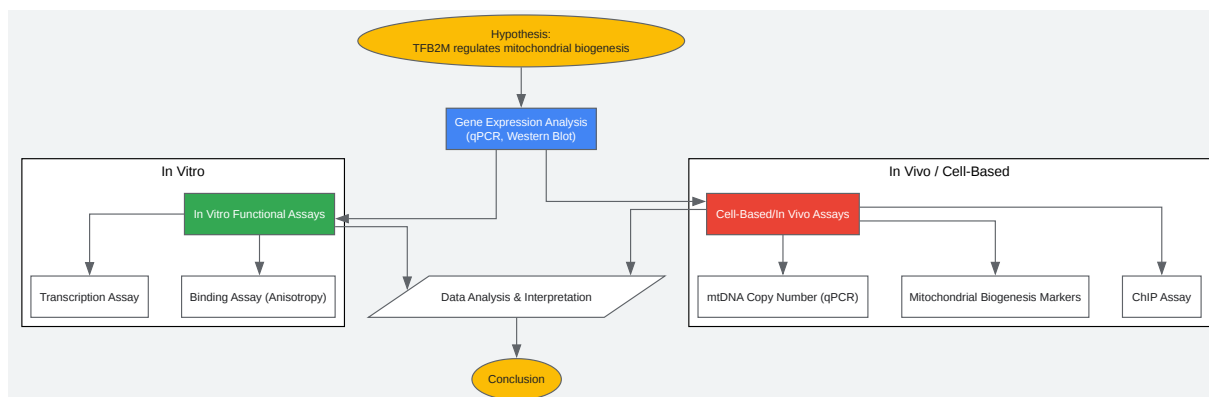 Hypothesis:
TFB2M regulates mitochondrial biogenesis
Gene Expression Analysis
(qPCR, Western Blot)
In Vitro
In Vivo / Cell-Based
In Vitro Functional Assays
Cell-Based/In Vivo Assays
Transcription Assay
Binding Assay (Anisotropy)
Data Analysis & Interpretation
mtDNA Copy Number (qPCR)
Mitochondrial Biogenesis Markers
ChIP Assay
Conclusion